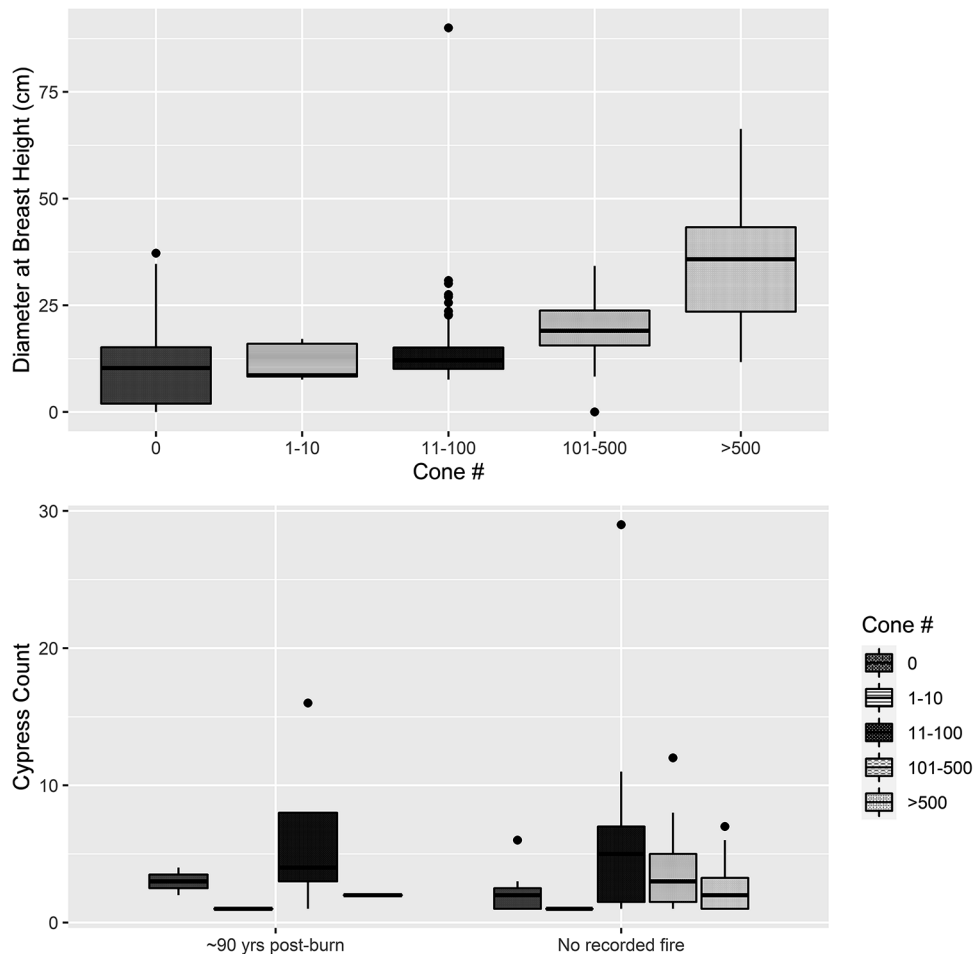 Diameter at Breast Height (cm)
75
50
25
0
0 1-10 11-100 101-500 >500
Cone #
Cypress Count
30
20
10
0
~90 yrs post-burn No recorded fire
Cone #
0
1-10
11-100
101-500
>500